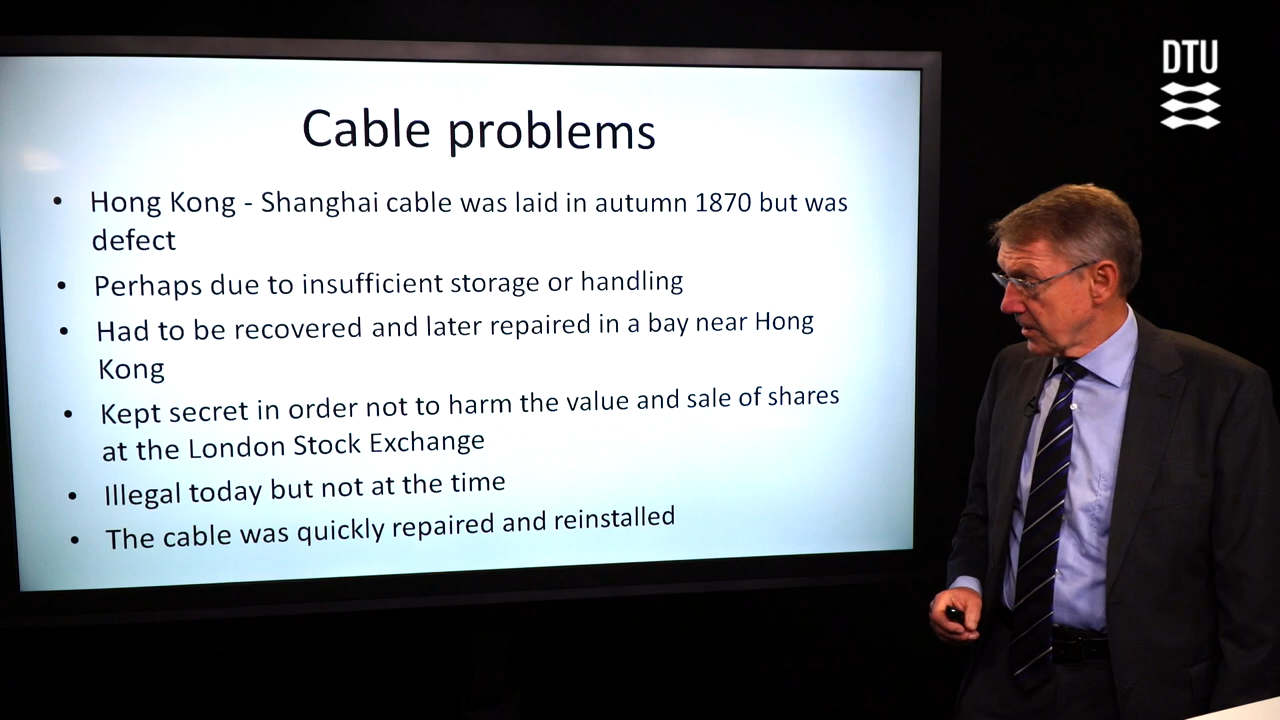 DTU
Cable problems
• Hong Kong - Shanghai cable was laid in autumn 1870 but was
defect
• Perhaps due to insufficient storage or handling
• Had to be recovered and later repaired in a bay near Hong
Kong
• Kept secret in order not to harm the value and sale of shares
at the London Stock Exchange
• Illegal today but not at the time
• The cable was quickly repaired and reinstalled